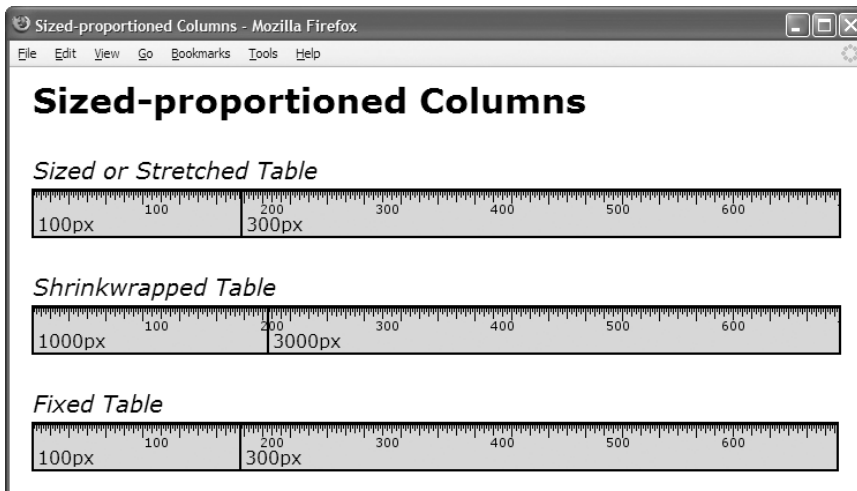 Sized-proportioned Columns - Mozilla Firefox
File Edit View Go Bookmarks Tools Help
Sized-proportioned Columns
Sized or Stretched Table
100 200 300 400 500 600
100px 300px
Shrinkwrapped Table
100 200 300 400 500 600
1000px 3000px
Fixed Table
100 200 300 400 500 600
100px 300px